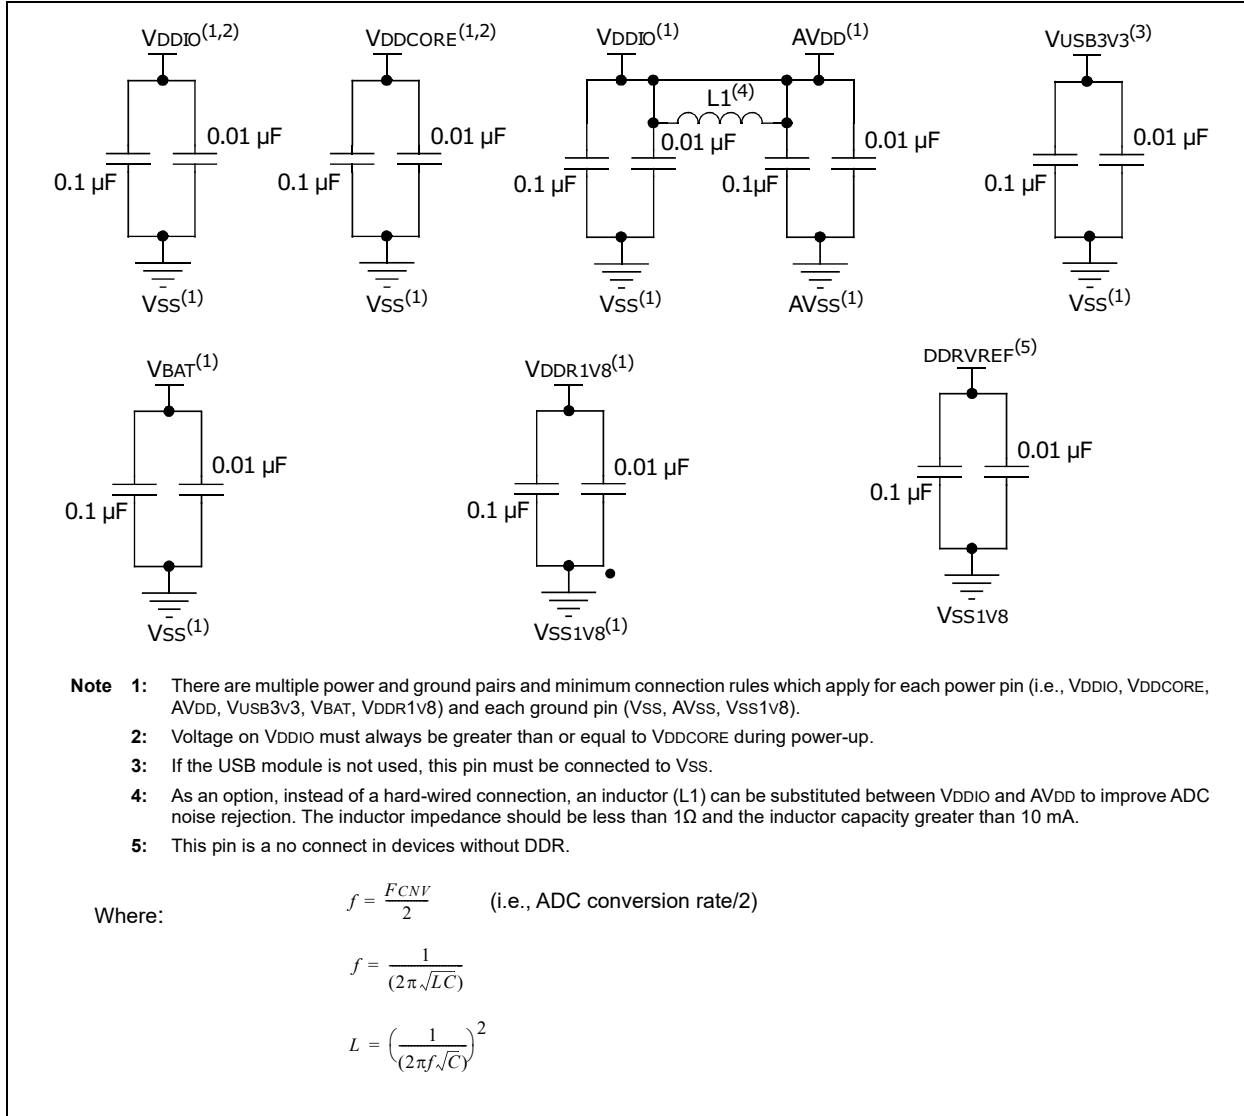 VDDIO(1,2) VDDCORE(1,2) VDDIO(1) AVDD(1) VUSB3V3(3)
L1(4)
0.01 µF 0.01 µF 0.01 µF 0.01 µF 0.01 µF
0.1 µF 0.1 µF 0.1 µF 0.1µF 0.1 µF
VSS(1) VSS(1) VSS(1) AVSS(1) VSS(1)
VBAT(1) VDDR1V8(1) DDRVREF(5)
0.01 µF 0.01 µF 0.01 µF
0.1 µF 0.1 µF 0.1 µF
VSS(1) VSS1V8(1) VSS1V8
Note 1: There are multiple power and ground pairs and minimum connection rules which apply for each power pin (i.e., VDDIO, VDDCORE,
AVDD, VUSB3V3, VBAT, VDDR1V8) and each ground pin (VSS, AVSS, VSS1V8).
2: Voltage on VDDIO must always be greater than or equal to VDDCORE during power-up.
3: If the USB module is not used, this pin must be connected to VSS.
4: As an option, instead of a hard-wired connection, an inductor (L1) can be substituted between VDDIO and AVDD to improve ADC
noise rejection. The inductor impedance should be less than 1Ω and the inductor capacity greater than 10 mA.
5: This pin is a no connect in devices without DDR.
Where: f = FCNV / 2 (i.e., ADC conversion rate/2)
f = 1 / (2π√LC)
L = (1 / (2πf√C))2